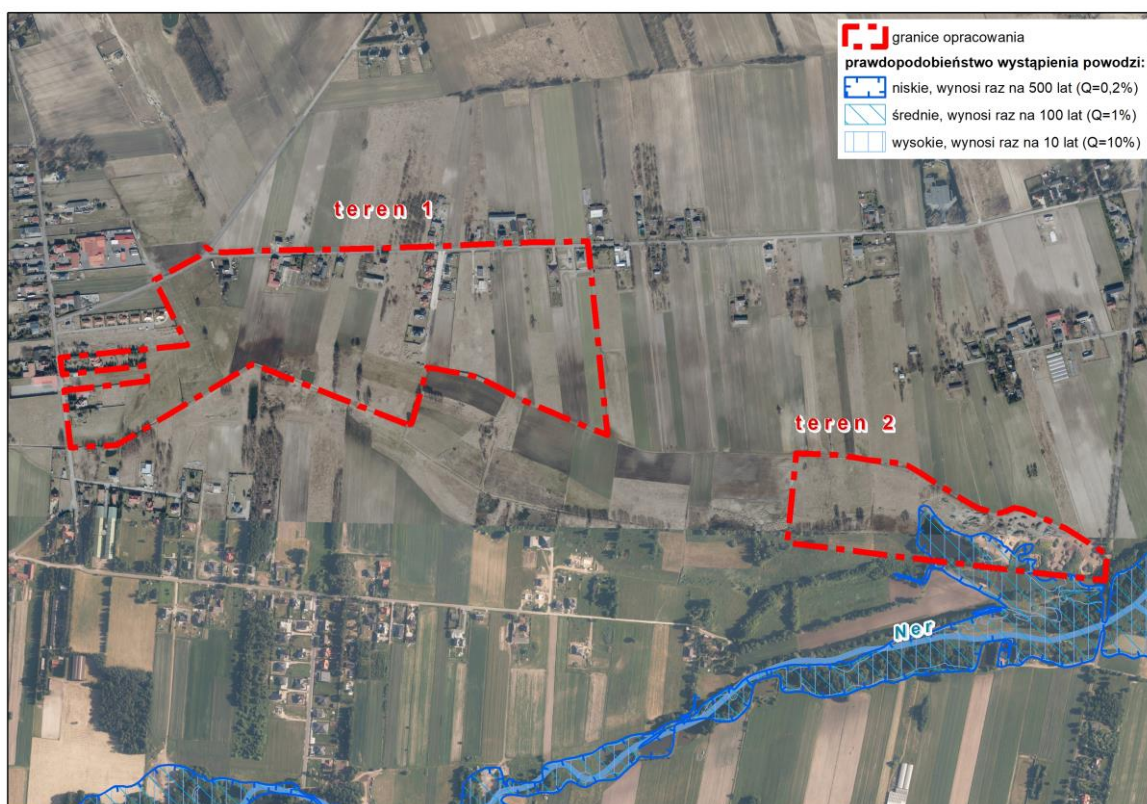 granice opracowania
prawdopodobieństwo wystąpienia powodzi:
niskie, wynosi raz na 500 lat (Q=0,2%)
średnie, wynosi raz na 100 lat (Q=1%)
wysokie, wynosi raz na 10 lat (Q=10%)
teren 1
teren 2
Ner